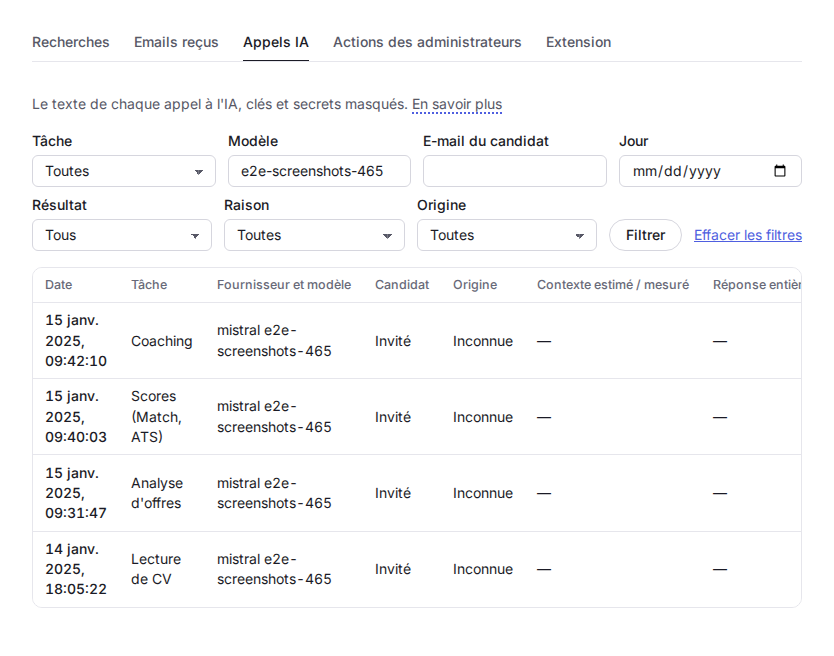 Recherches Emails reçus Appels IA Actions des administrateurs Extension
Le texte de chaque appel à l'IA, clés et secrets masqués. En savoir plus
Tâche Modèle E-mail du candidat Jour
Toutes e2e-screenshots-465 mm/dd/yyyy
Résultat Raison Origine
Tous Toutes Toutes Filtrer Effacer les filtres
Date Tâche Fournisseur et modèle Candidat Origine Contexte estimé / mesuré Réponse entièr
15 janv.
2025,
09:42:10
Coaching
mistral e2e-
screenshots-465
Invité
Inconnue
—
—
15 janv.
2025,
09:40:03
Scores
(Match,
ATS)
mistral e2e-
screenshots-465
Invité
Inconnue
—
—
15 janv.
2025,
09:31:47
Analyse
d'offres
mistral e2e-
screenshots-465
Invité
Inconnue
—
—
14 janv.
2025,
18:05:22
Lecture
de CV
mistral e2e-
screenshots-465
Invité
Inconnue
—
—